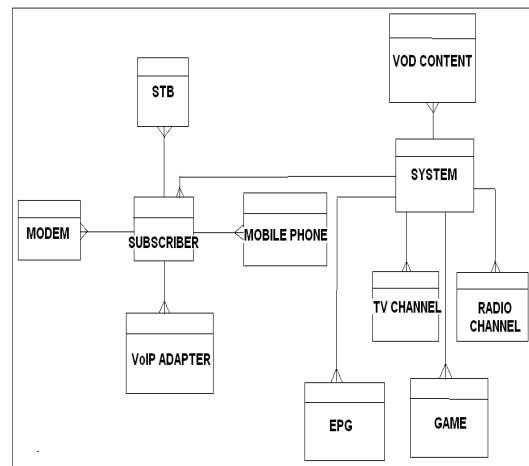 VOD CONTENT
STB
SYSTEM
MODEM
SUBSCRIBER
MOBILE PHONE
TV CHANNEL
RADIO
CHANNEL
VoIP ADAPTER
EPG
GAME